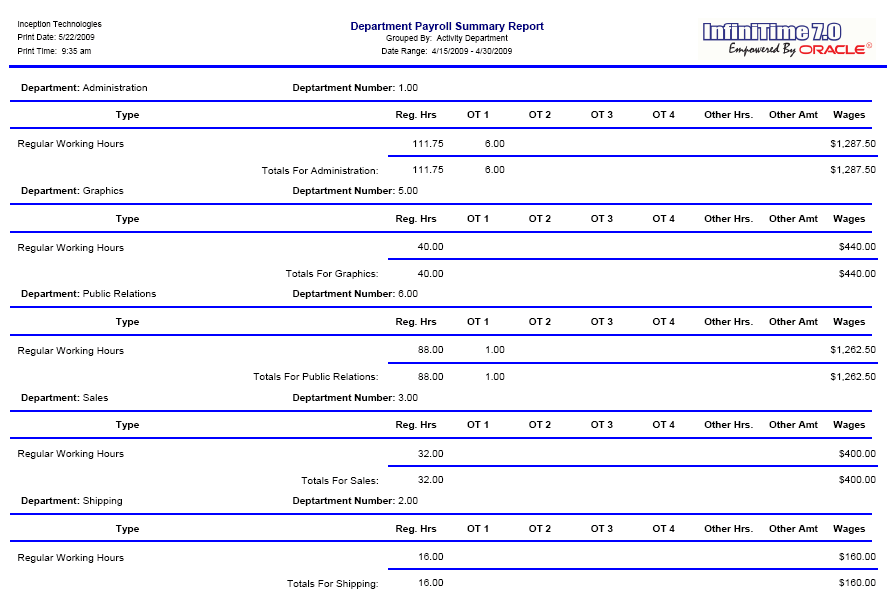 Inception Technologies
Print Date: 5/22/2009
Print Time: 9:35 am
Department Payroll Summary Report
Grouped By: Activity Department
Date Range: 4/15/2009 - 4/30/2009
InfiniTime 7.0
Empowered By ORACLE®
Department: Administration Deptartment Number: 1.00
Type Reg. Hrs OT 1 OT 2 OT 3 OT 4 Other Hrs. Other Amt Wages
Regular Working Hours 111.75 6.00 $1,287.50
Totals For Administration: 111.75 6.00 $1,287.50
Department: Graphics Deptartment Number: 5.00
Type Reg. Hrs OT 1 OT 2 OT 3 OT 4 Other Hrs. Other Amt Wages
Regular Working Hours 40.00 $440.00
Totals For Graphics: 40.00 $440.00
Department: Public Relations Deptartment Number: 6.00
Type Reg. Hrs OT 1 OT 2 OT 3 OT 4 Other Hrs. Other Amt Wages
Regular Working Hours 88.00 1.00 $1,262.50
Totals For Public Relations: 88.00 1.00 $1,262.50
Department: Sales Deptartment Number: 3.00
Type Reg. Hrs OT 1 OT 2 OT 3 OT 4 Other Hrs. Other Amt Wages
Regular Working Hours 32.00 $400.00
Totals For Sales: 32.00 $400.00
Department: Shipping Deptartment Number: 2.00
Type Reg. Hrs OT 1 OT 2 OT 3 OT 4 Other Hrs. Other Amt Wages
Regular Working Hours 16.00 $160.00
Totals For Shipping: 16.00 $160.00